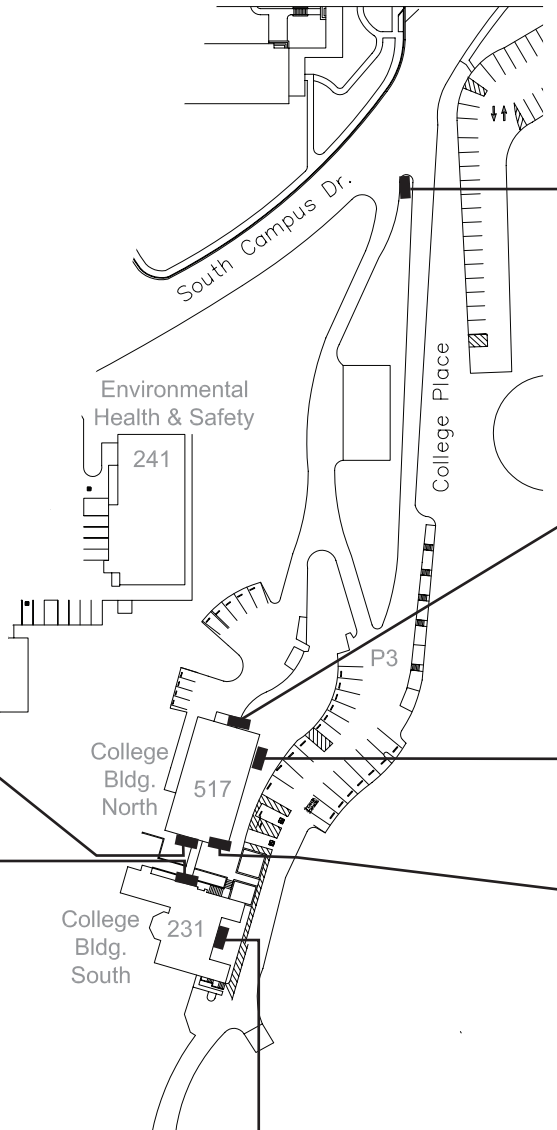 South Campus Dr.
College Place
Environmental
Health & Safety
241
P3
College
Bldg.
North
517
College
Bldg.
South
231